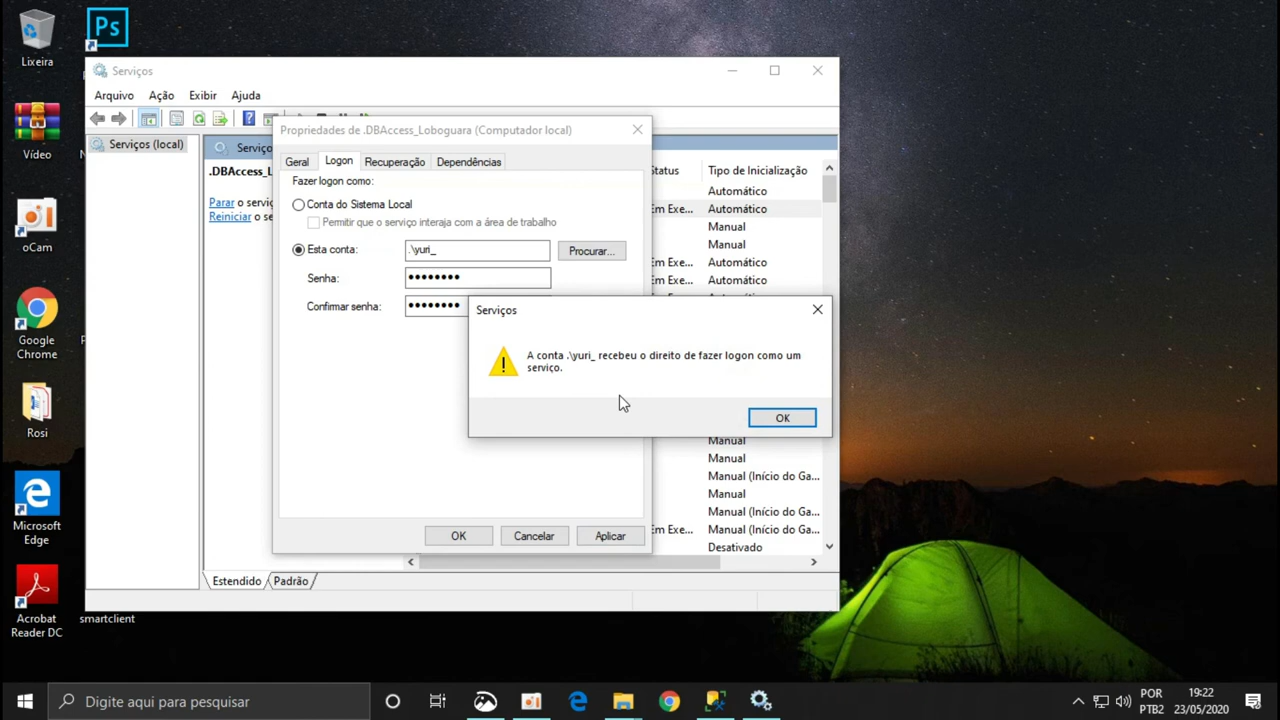 Lixeira
Ps
Vídeo
oCam
Google
Chrome
Rosi
Microsoft
Edge
Acrobat
Reader DC
smartclient
Serviços
Arquivo Ação Exibir Ajuda
Serviços (local)
Serviço
.DBAccess_L
Parar o serviç
Reiniciar o se
Status Tipo de Inicialização
Automático
Em Exe... Automático
Manual
Manual
Em Exe... Automático
Em Exe... Automático
Manual
Manual
Manual (Início do Ga...
Manual
Manual (Início do Ga...
Em Exe... Manual (Início do Ga...
Desativado
Estendido Padrão
Propriedades de .DBAccess_Loboguara (Computador local)
Geral Logon Recuperação Dependências
Fazer logon como:
Conta do Sistema Local
Permitir que o serviço interaja com a área de trabalho
Esta conta: .\yuri_ Procurar...
Senha: ••••••••
Confirmar senha: ••••••••
OK Cancelar Aplicar
Serviços
A conta .\yuri_ recebeu o direito de fazer logon como um
serviço.
OK
Digite aqui para pesquisar
POR
PTB2
19:22
23/05/2020